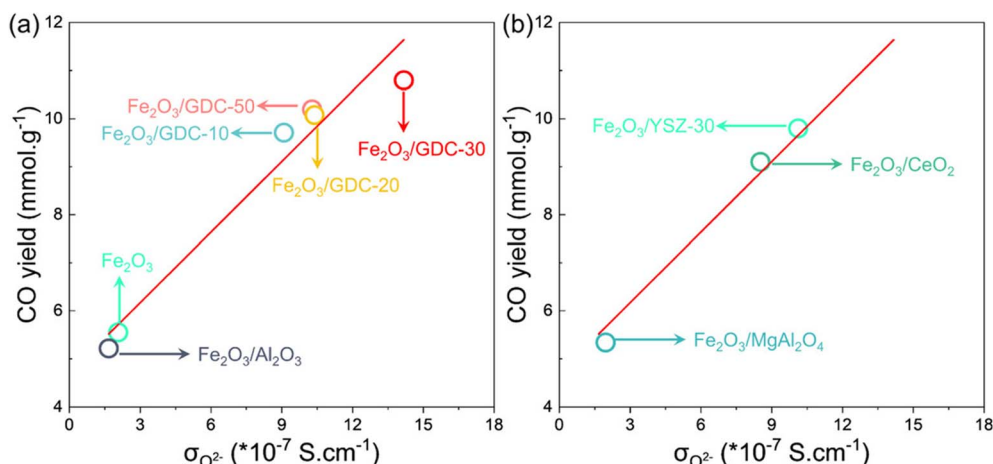 (a)
12
10
8
6
4
CO yield (mmol.g⁻¹)
Fe₂O₃/GDC-50
Fe₂O₃/GDC-10
Fe₂O₃/GDC-30
Fe₂O₃/GDC-20
Fe₂O₃
Fe₂O₃/Al₂O₃
0 3 6 9 12 15 18
σO²⁻ (*10⁻⁷ S.cm⁻¹)
(b)
12
10
8
6
4
CO yield (mmol.g⁻¹)
Fe₂O₃/YSZ-30
Fe₂O₃/CeO₂
Fe₂O₃/MgAl₂O₄
0 3 6 9 12 15 18
σO²⁻ (*10⁻⁷ S.cm⁻¹)